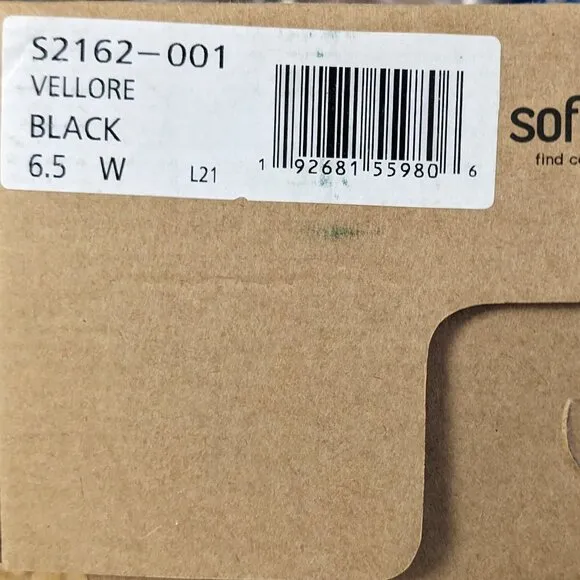 S2162-001
VELLORE
BLACK
6.5 W L21
1 92681 55980 6
sof
find